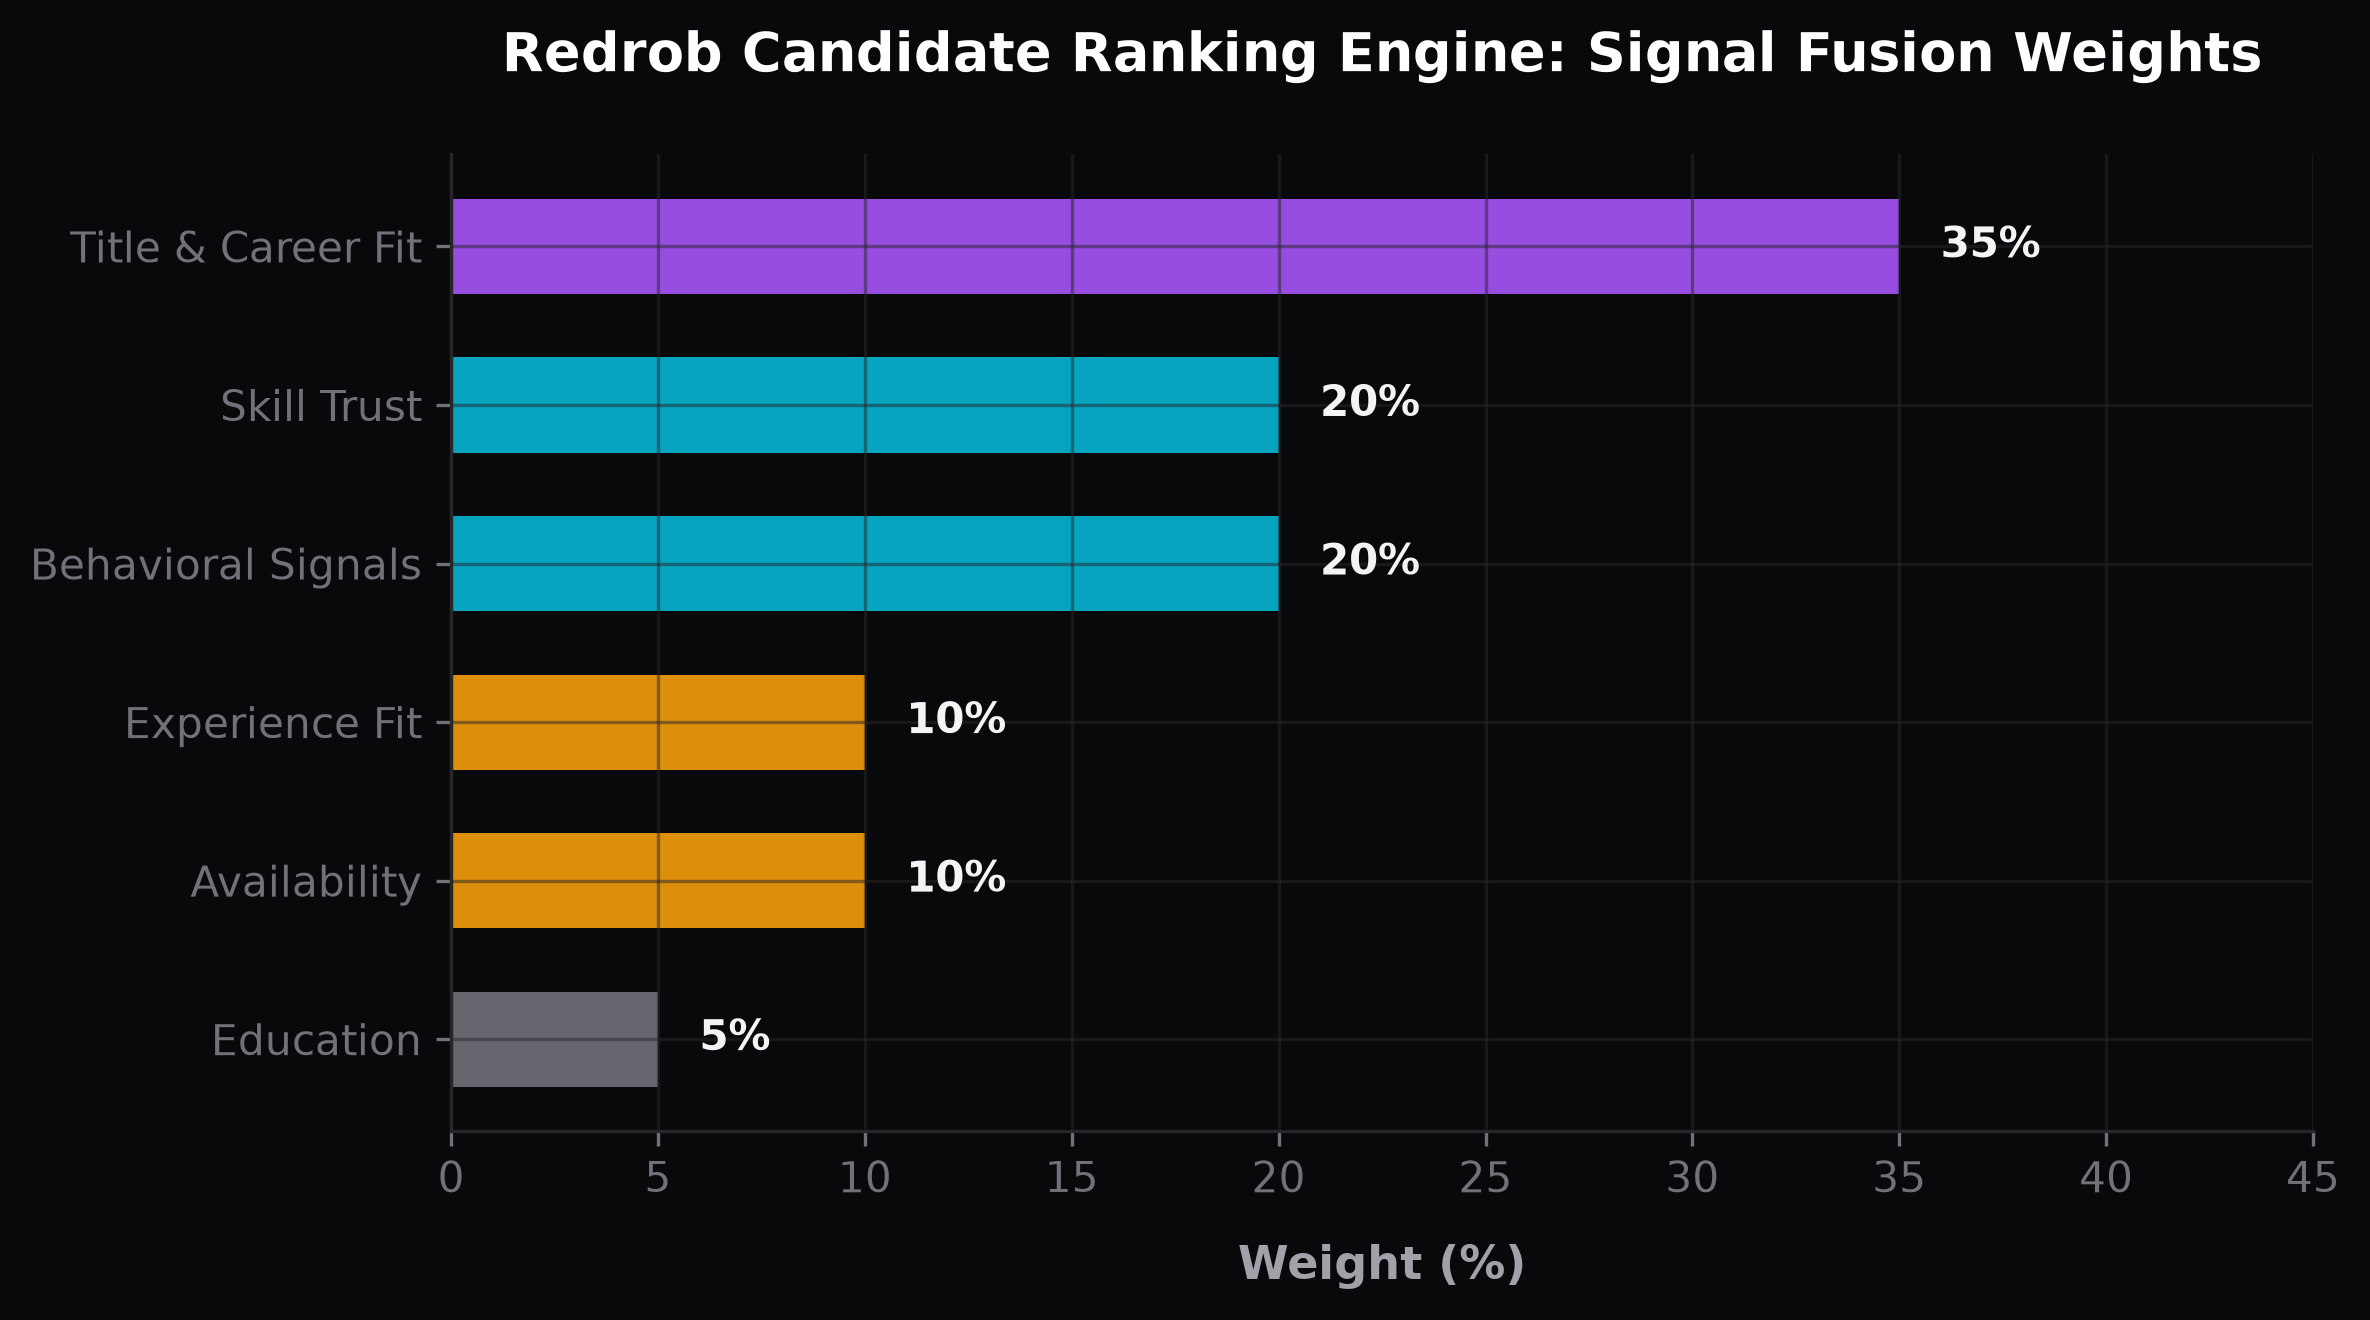 Redrob Candidate Ranking Engine: Signal Fusion Weights
Title & Career Fit
35%
Skill Trust
20%
Behavioral Signals
20%
Experience Fit
10%
Availability
10%
Education
5%
0 5 10 15 20 25 30 35 40 45
Weight (%)